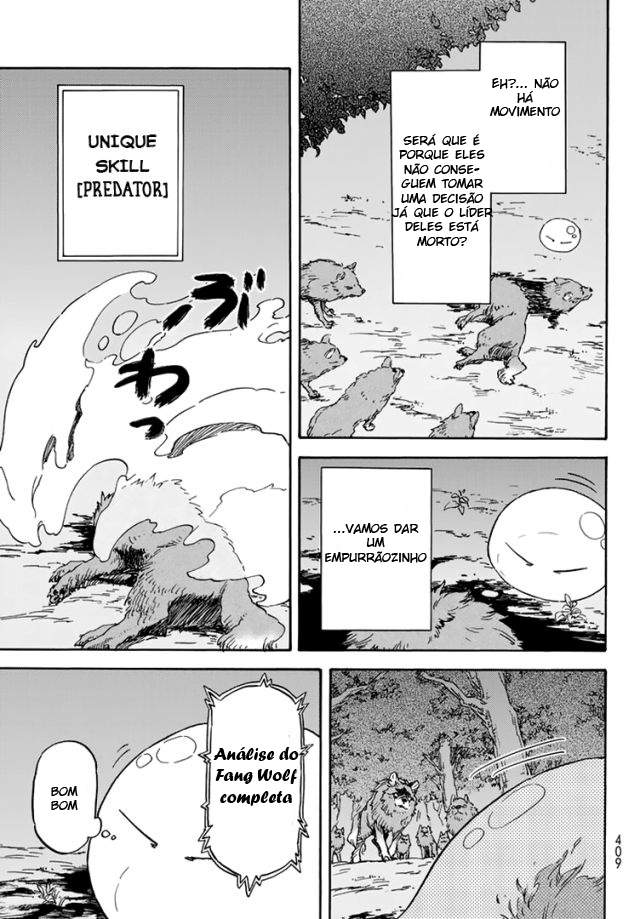 EH?... NÃO
HÁ
MOVIMENTO
SERÁ QUE É
PORQUE ELES
NÃO CONSE-
GUEM TOMAR
UMA DECISÃO
JÁ QUE O LÍDER
DELES ESTÁ
MORTO?
UNIQUE
SKILL
[PREDATOR]
ぶわっ
...VAMOS DAR
UM
EMPURRÃOZINHO
Análise do
Fang Wolf
completa
BOM
BOM
409